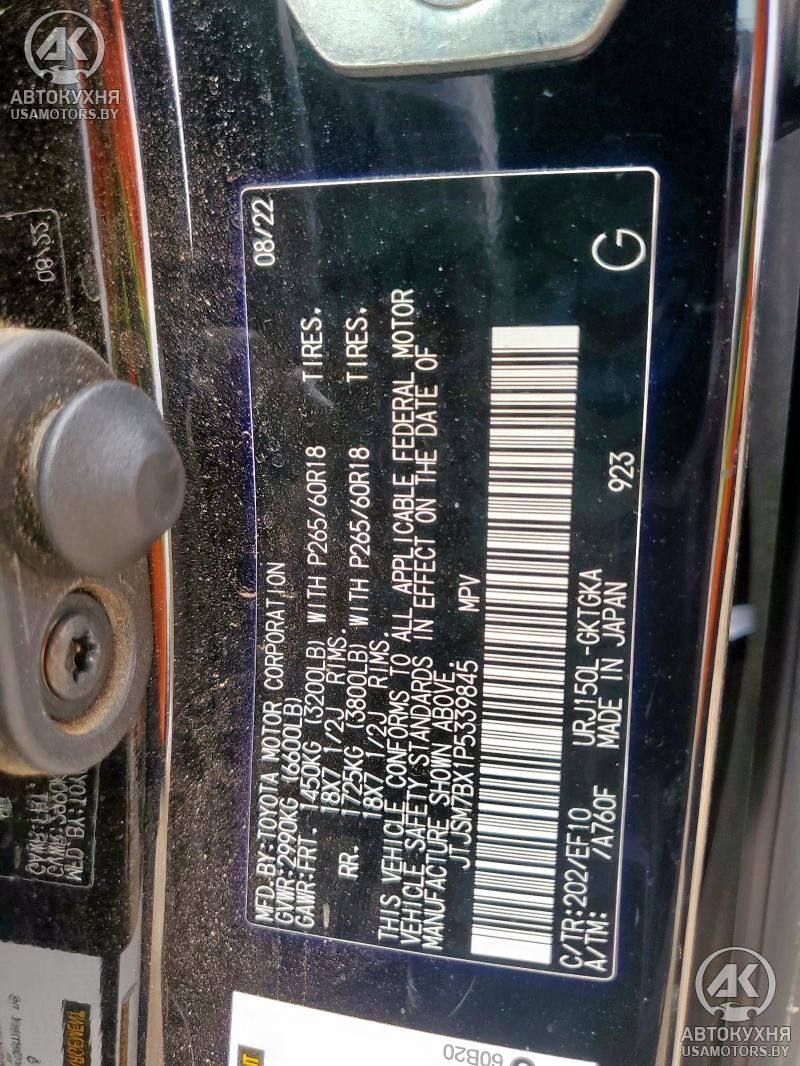 АВТОКУХНЯ
USAMOTORS.BY
08/22
MFD.BY:TOYOTA MOTOR CORPORATION 08/22
GVWR:2990KG (6600LB)
GAWR:FRT. 1450KG (3200LB) WITH P265/60R18 TIRES,
18X7 1/2J RIMS.
RR. 1725KG (3800LB) WITH P265/60R18 TIRES,
18X7 1/2J RIMS.
THIS VEHICLE CONFORMS TO ALL APPLICABLE FEDERAL MOTOR
VEHICLE SAFETY STANDARDS IN EFFECT ON THE DATE OF
MANUFACTURE SHOWN ABOVE.
JTJSM7BX1P5339845 MPV
C/TR:202/EF10 URJ150L-GKTGKA 923 G
A/TM: /A760F MADE IN JAPAN
60B20
АВТОКУХНЯ
USAMOTORS.BY